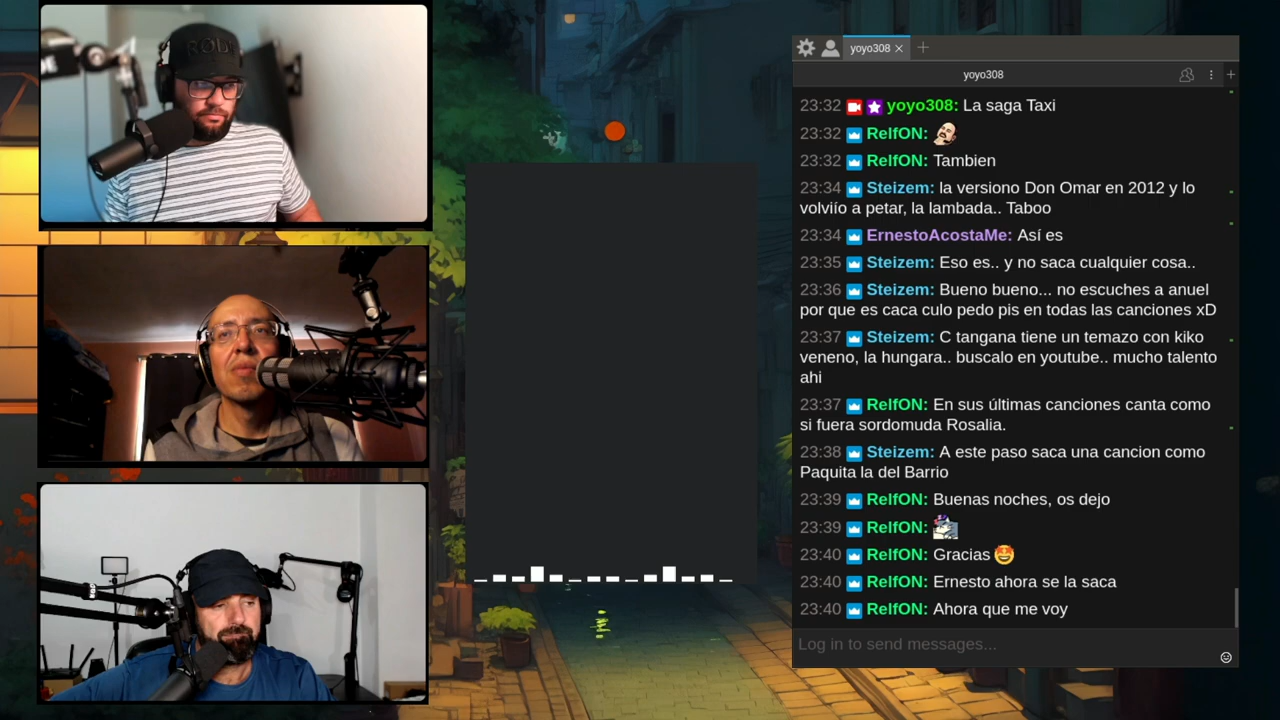 RØDE
yoyo308
yoyo308
23:32 yoyo308: La saga Taxi
23:32 RelfON:
23:32 RelfON: Tambien
23:34 Steizem: la versiono Don Omar en 2012 y lo
volviío a petar, la lambada.. Taboo
23:34 ErnestoAcostaMe: Así es
23:35 Steizem: Eso es.. y no saca cualquier cosa..
23:36 Steizem: Bueno bueno... no escuches a anuel
por que es caca culo pedo pis en todas las canciones xD
23:37 Steizem: C tangana tiene un temazo con kiko
veneno, la hungara.. buscalo en youtube.. mucho talento
ahi
23:37 RelfON: En sus últimas canciones canta como
si fuera sordomuda Rosalia.
23:38 Steizem: A este paso saca una cancion como
Paquita la del Barrio
23:39 RelfON: Buenas noches, os dejo
23:39 RelfON:
23:40 RelfON: Gracias 🤩
23:40 RelfON: Ernesto ahora se la saca
23:40 RelfON: Ahora que me voy
Log in to send messages...